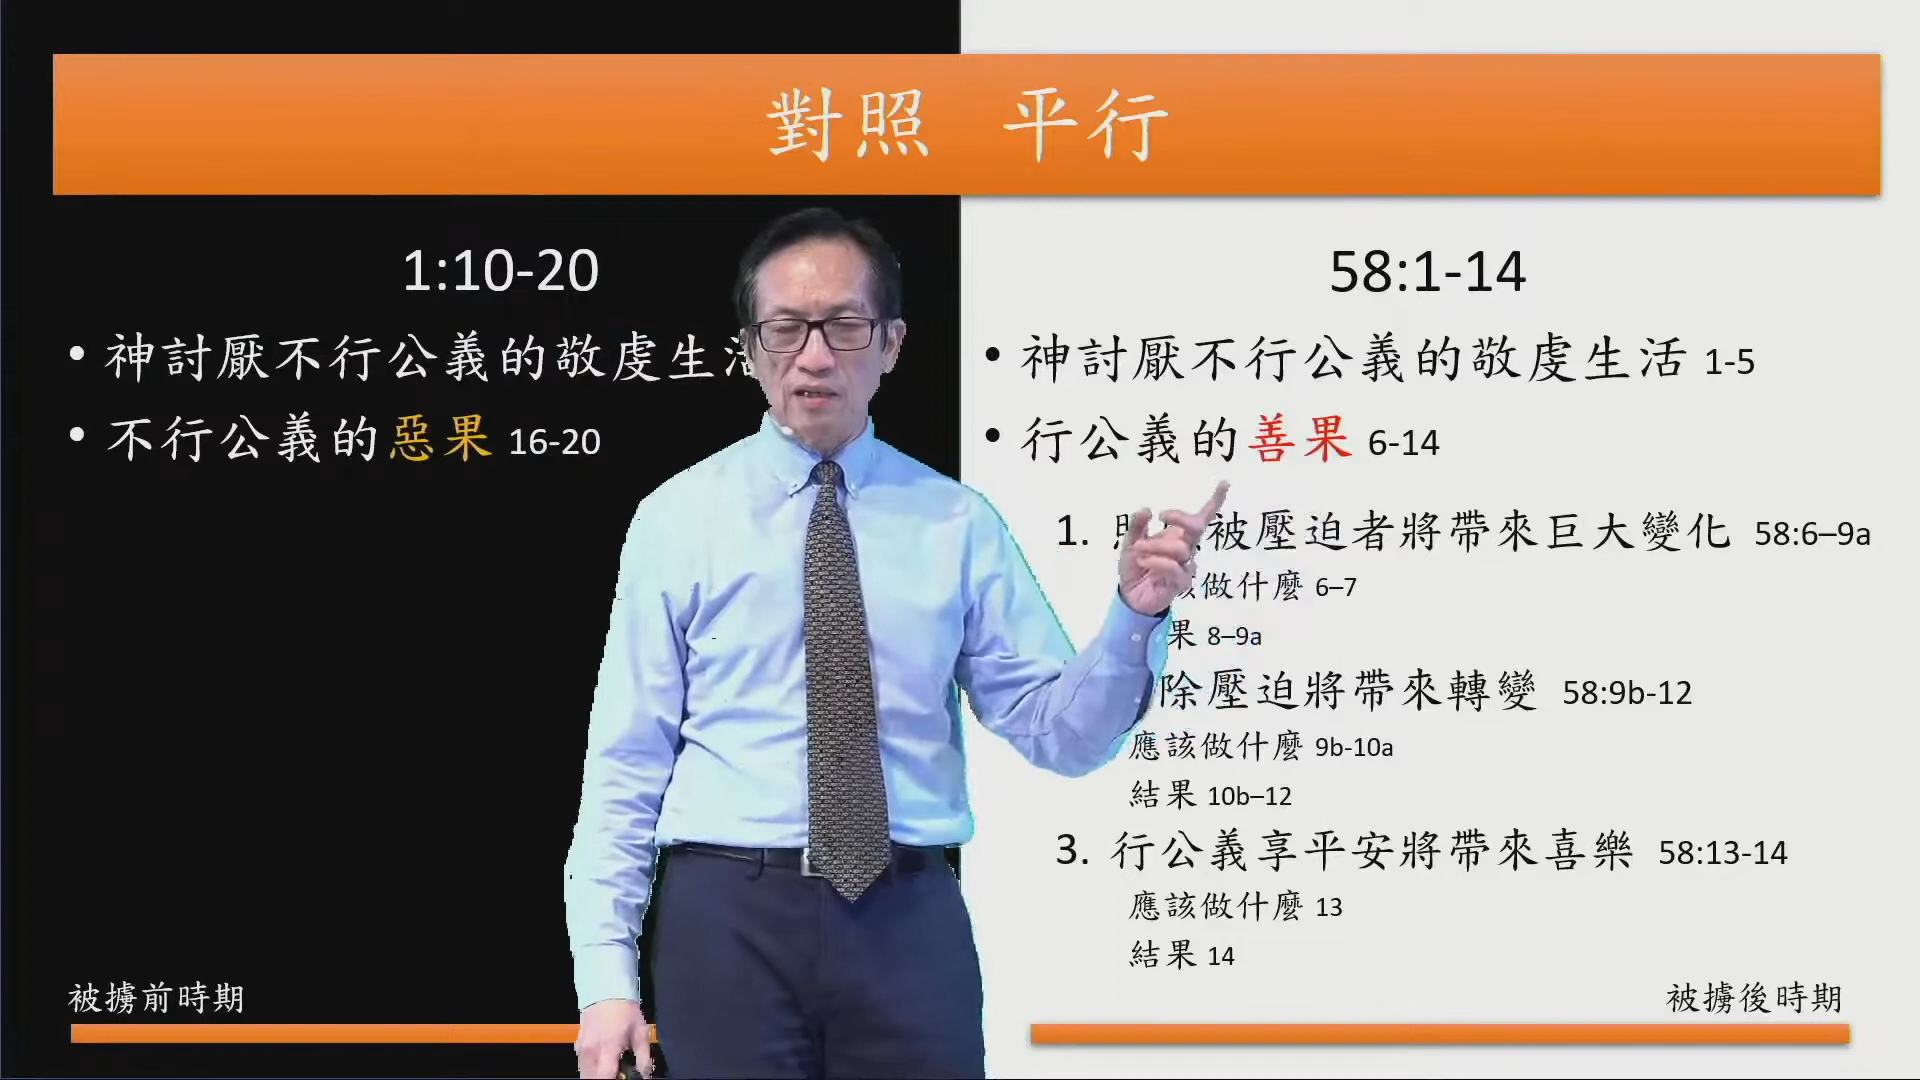 對照 平行
1:10-20
• 神討厭不行公義的敬虔生
• 不行公義的惡果 16-20
被擄前時期
58:1-14
• 神討厭不行公義的敬虔生活 1-5
• 行公義的善果 6-14
1. 被壓迫者將帶來巨大變化 58:6–9a
做什麼 6–7
果 8–9a
除壓迫將帶來轉變 58:9b-12
應該做什麼 9b-10a
結果 10b–12
3. 行公義享平安將帶來喜樂 58:13-14
應該做什麼 13
結果 14
被擄後時期